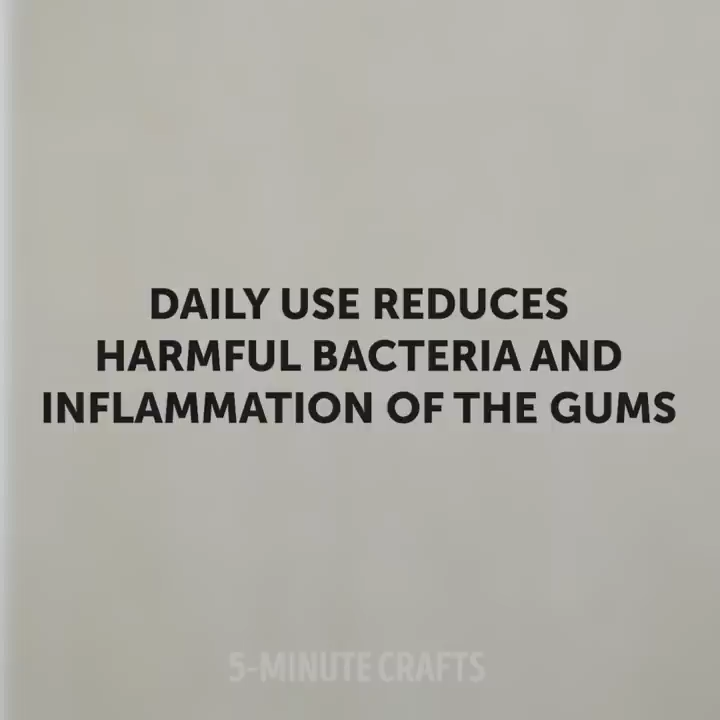 DAILY USE REDUCES
HARMFUL BACTERIA AND
INFLAMMATION OF THE GUMS
5-MINUTE CRAFTS